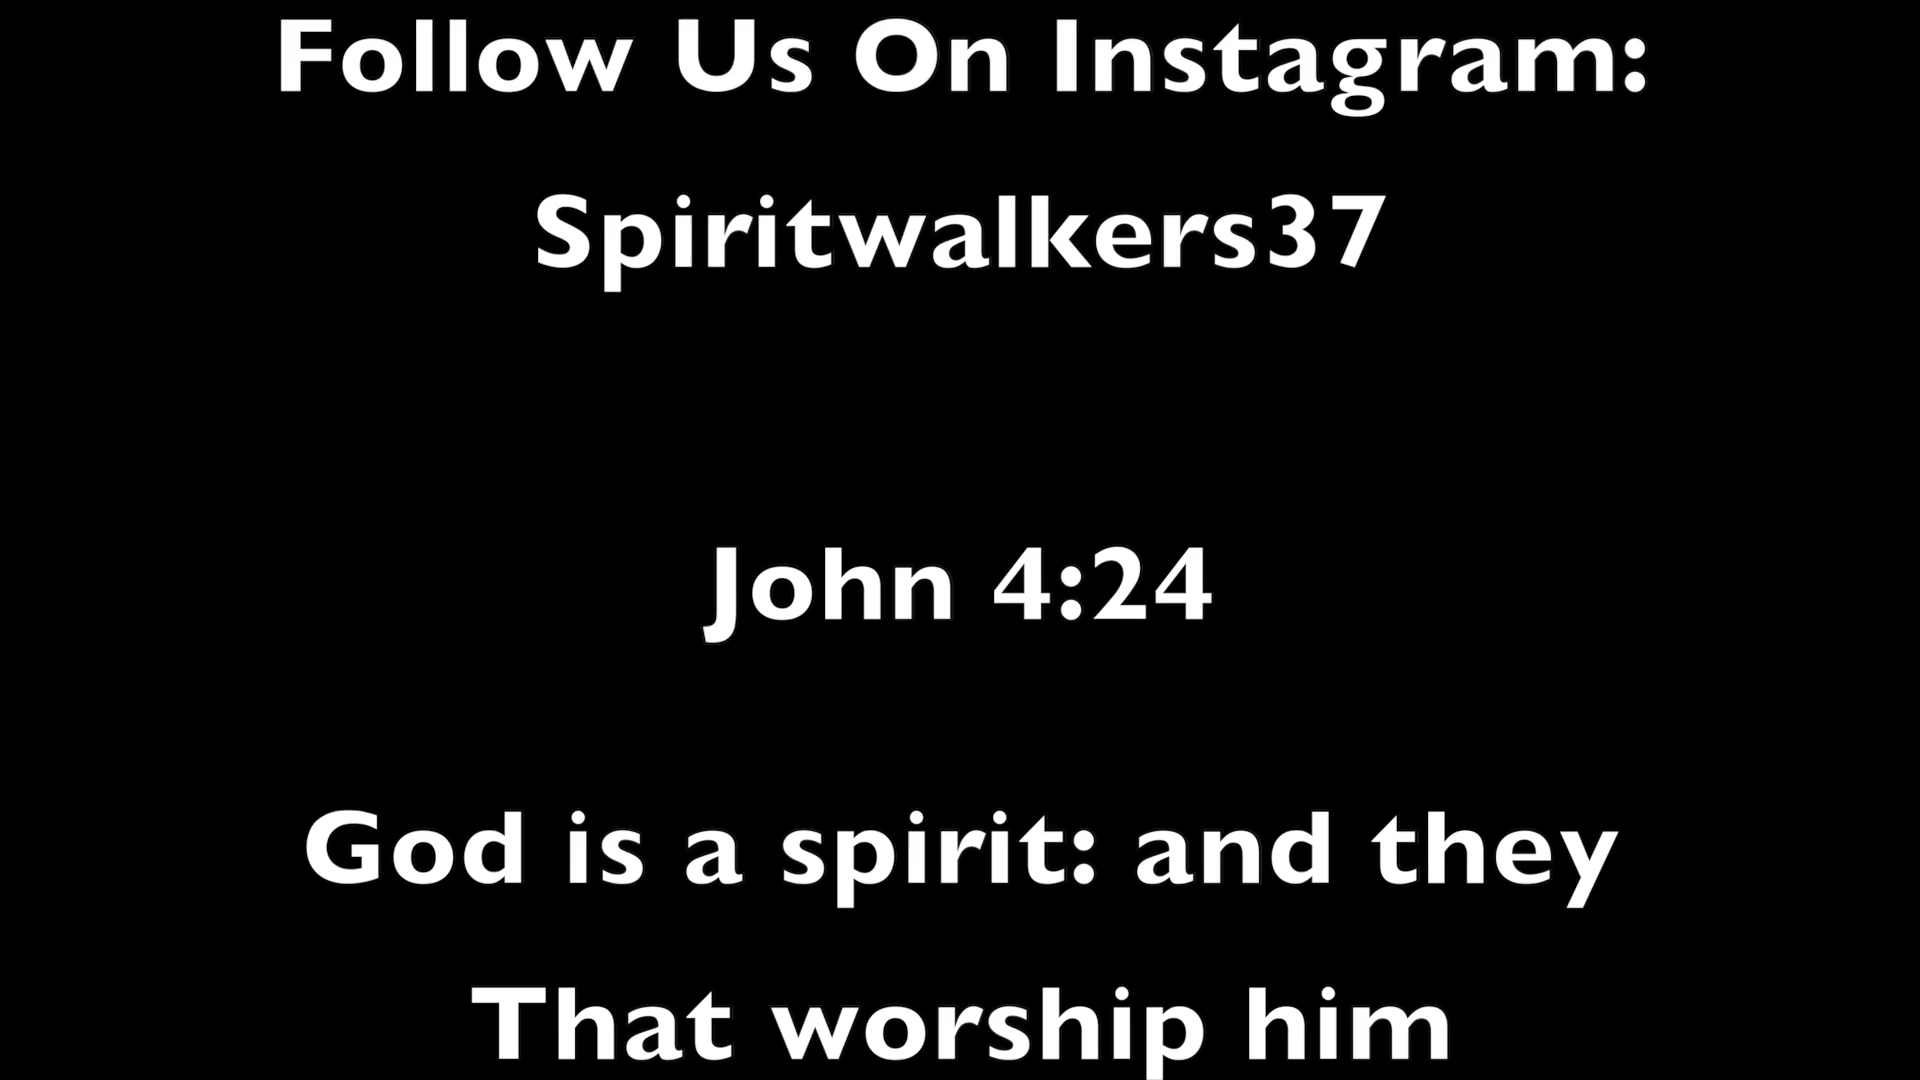 Follow Us On Instagram:
Spiritwalkers37
John 4:24
God is a spirit: and they
That worship him